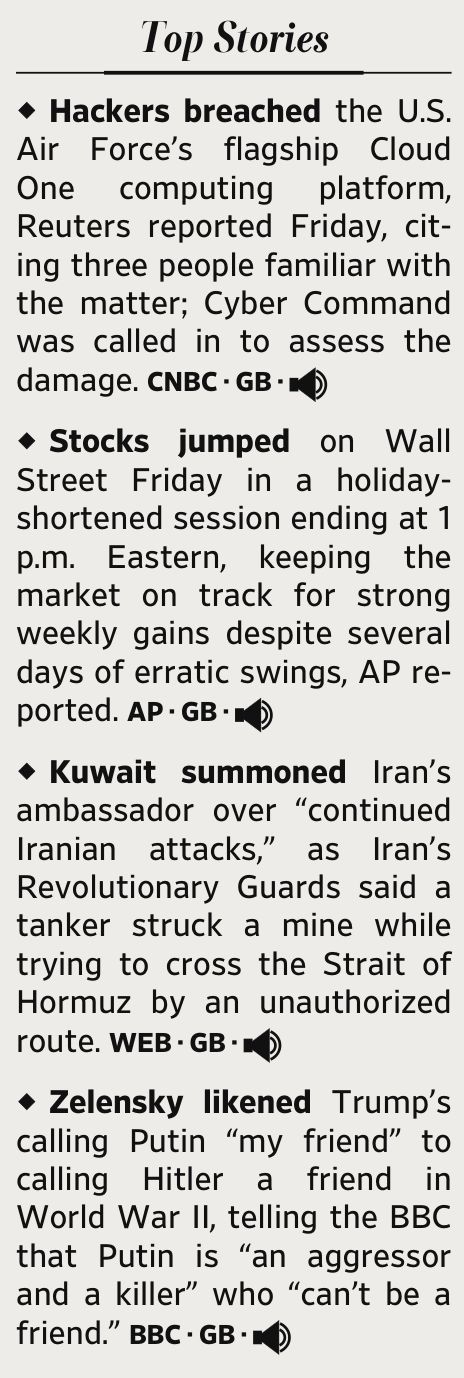 Top Stories
◆ Hackers breached the U.S.
Air Force’s flagship Cloud
One computing platform,
Reuters reported Friday, cit-
ing three people familiar with
the matter; Cyber Command
was called in to assess the
damage. CNBC · GB ·
◆ Stocks jumped on Wall
Street Friday in a holiday-
shortened session ending at 1
p.m. Eastern, keeping the
market on track for strong
weekly gains despite several
days of erratic swings, AP re-
ported. AP · GB ·
◆ Kuwait summoned Iran’s
ambassador over “continued
Iranian attacks,” as Iran’s
Revolutionary Guards said a
tanker struck a mine while
trying to cross the Strait of
Hormuz by an unauthorized
route. WEB · GB ·
◆ Zelensky likened Trump’s
calling Putin “my friend” to
calling Hitler a friend in
World War II, telling the BBC
that Putin is “an aggressor
and a killer” who “can’t be a
friend.” BBC · GB ·